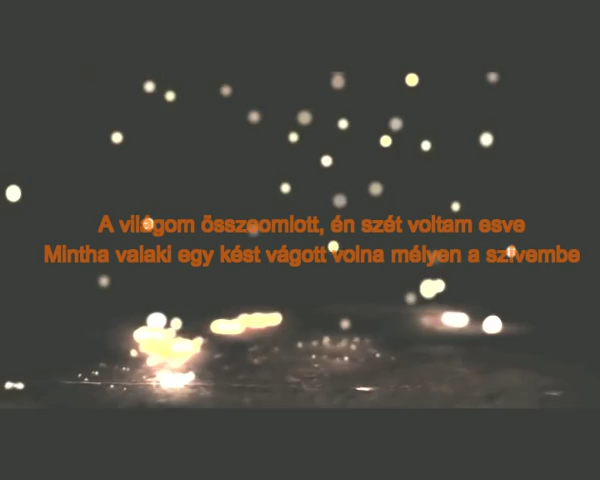 A világom összeomlott, én szét voltam esve
Mintha valaki egy kést vágott volna mélyen a szívembe